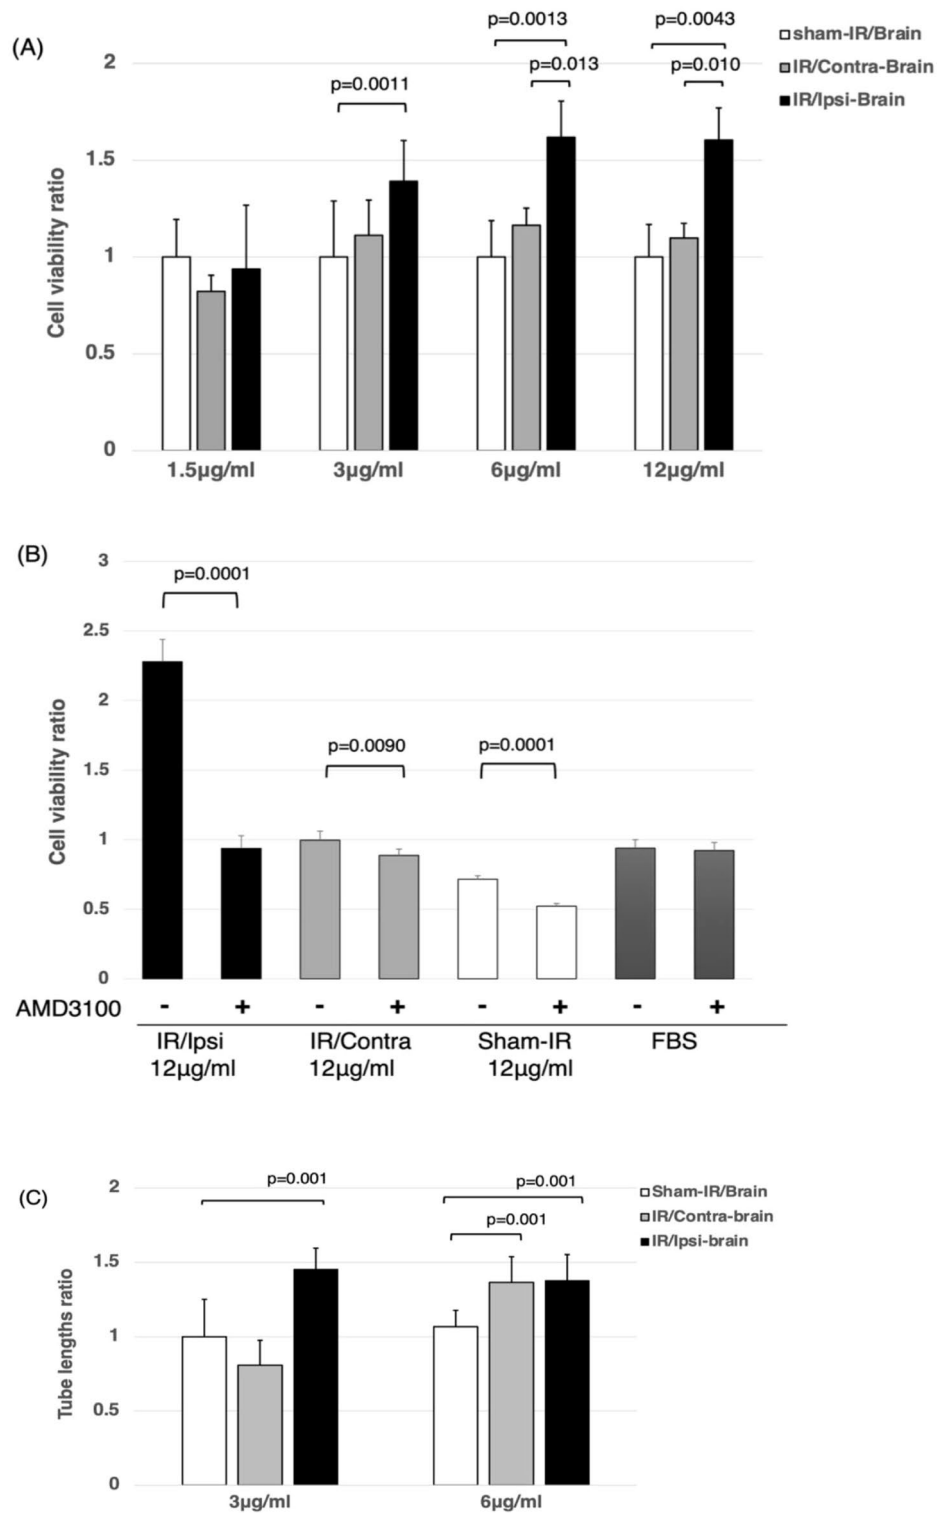 (A)
p=0.0013
p=0.0043
sham-IR/Brain
IR/Contra-Brain
IR/Ipsi-Brain
p=0.0011
p=0.013
p=0.010
Cell viability ratio
2
1.5
1
0.5
0
1.5µg/ml
3µg/ml
6µg/ml
12µg/ml
(B)
p=0.0001
p=0.0090
p=0.0001
Cell viability ratio
3
2.5
2
1.5
1
0.5
0
AMD3100 - + - + - + - +
IR/Ipsi
12µg/ml
IR/Contra
12µg/ml
Sham-IR
12µg/ml
FBS
(C)
p=0.001
p=0.001
p=0.001
Sham-IR/Brain
IR/Contra-brain
IR/Ipsi-brain
Tube lengths ratio
2
1.5
1
0.5
0
3µg/ml
6µg/ml